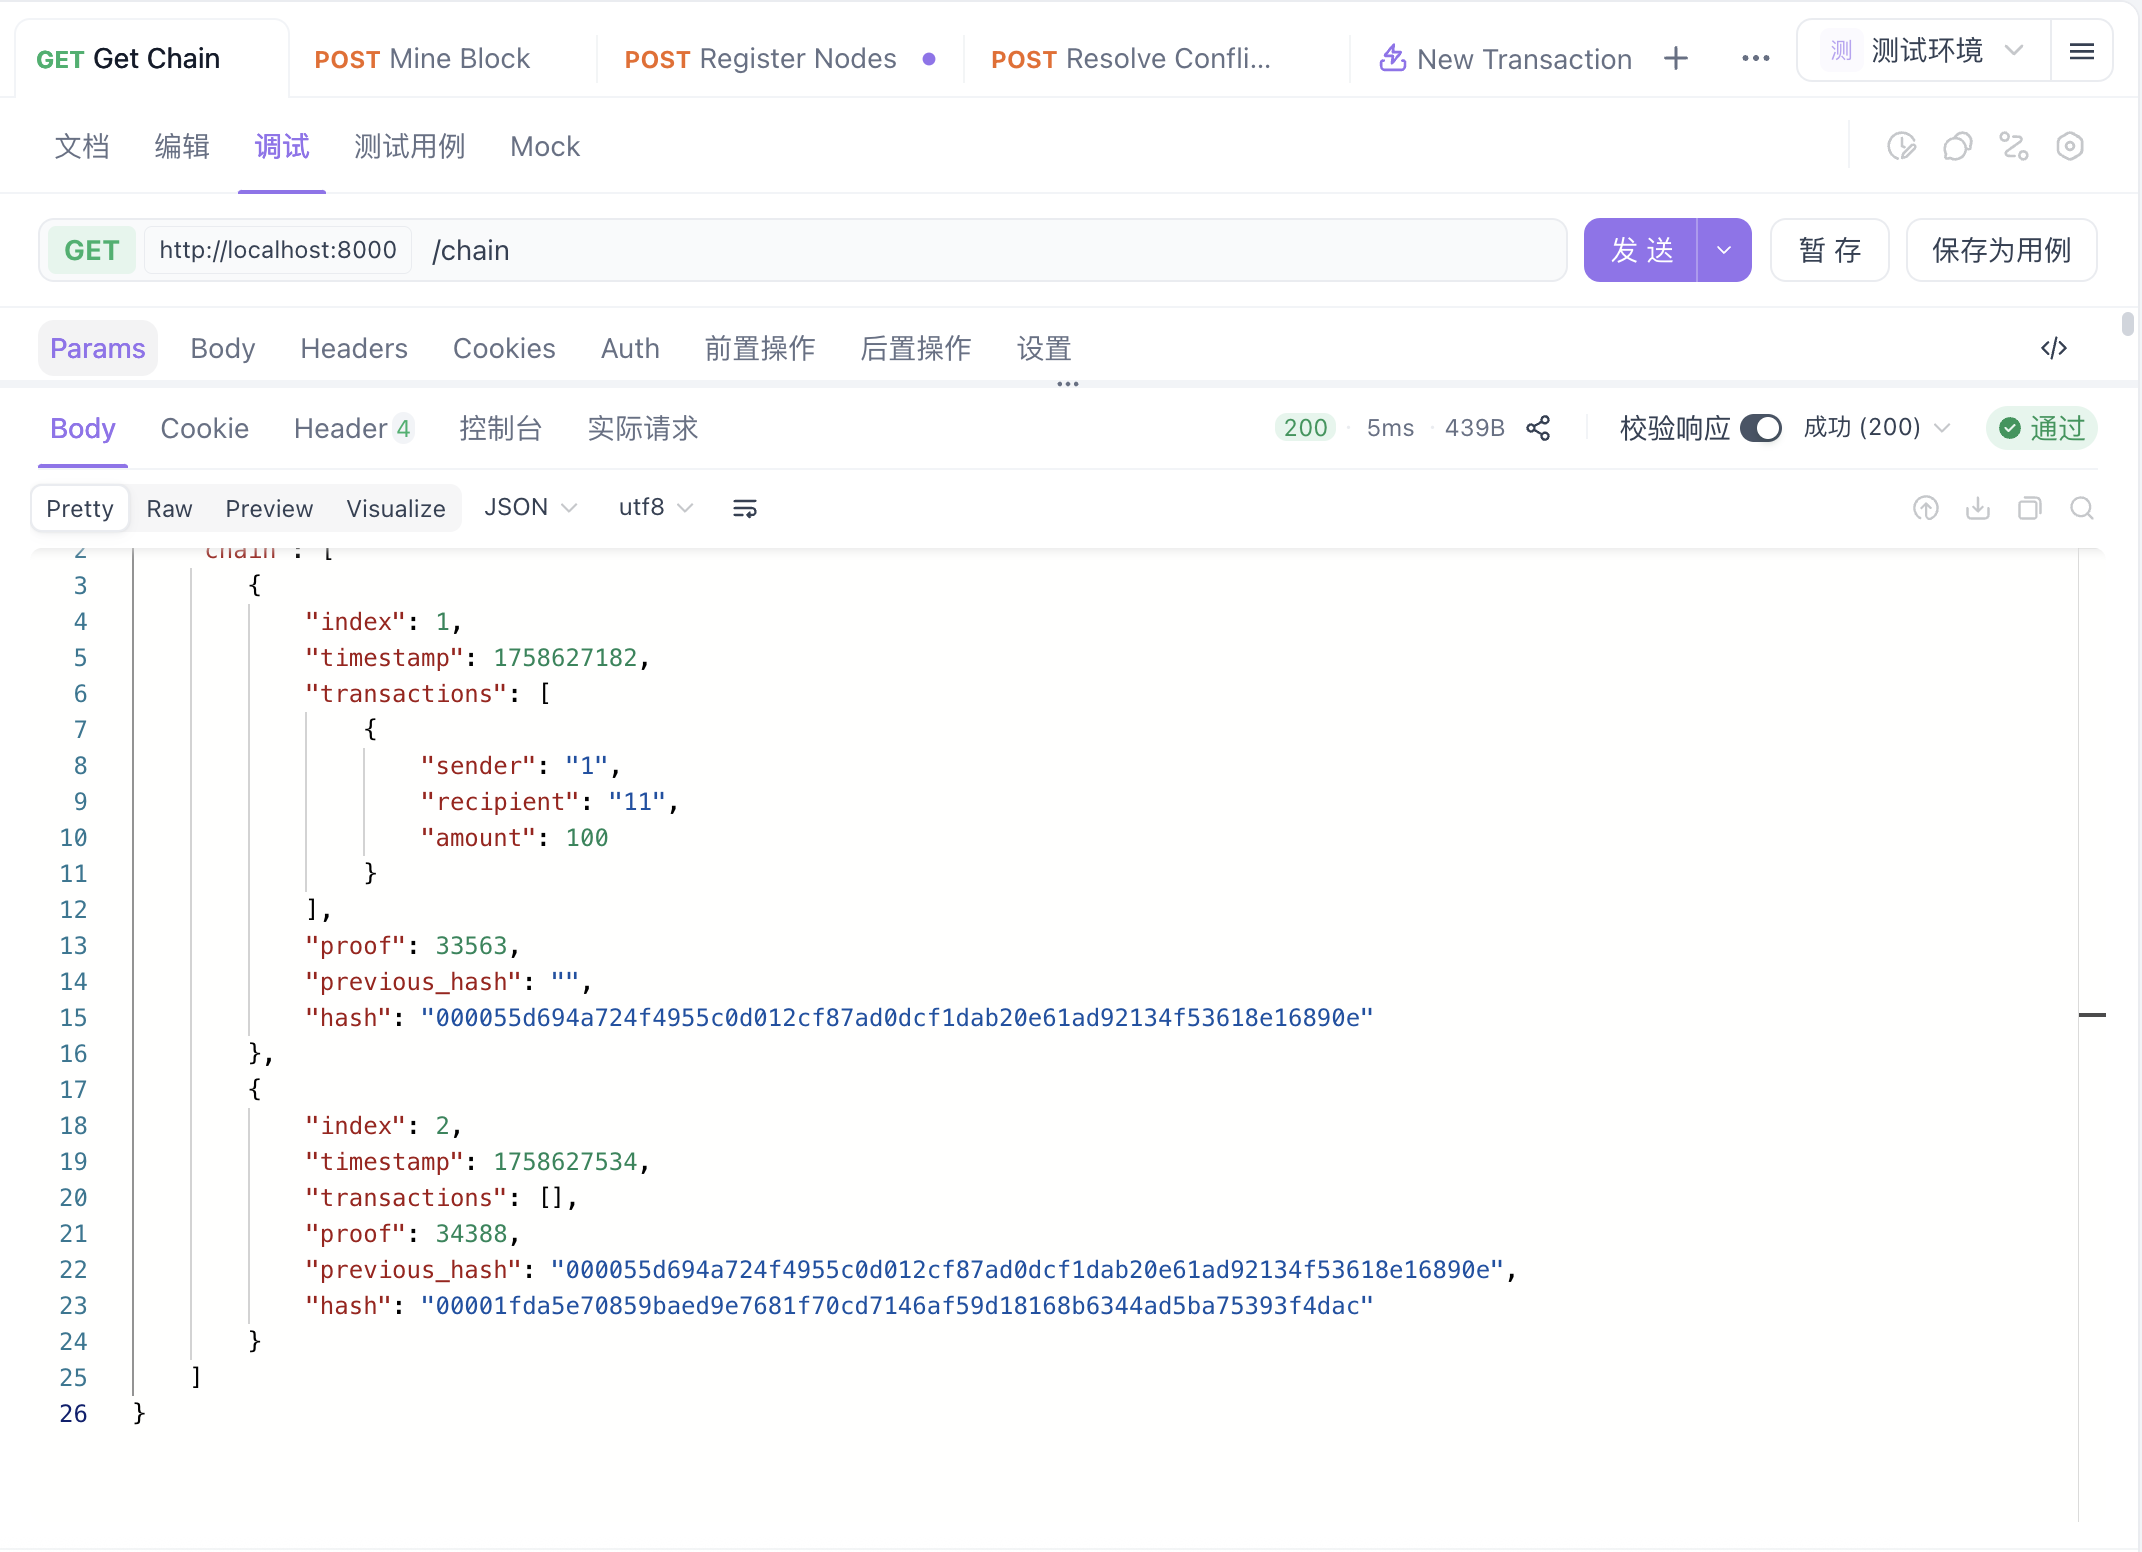 GET Get Chain POST Mine Block POST Register Nodes POST Resolve Confli... New Transaction 测 测试环境
文档 编辑 调试 测试用例 Mock
GET http://localhost:8000 /chain 发 送 暂 存 保存为用例
Params Body Headers Cookies Auth 前置操作 后置操作 设置
Body Cookie Header 4 控制台 实际请求 200 · 5ms · 439B 校验响应 成功 (200) 通过
Pretty Raw Preview Visualize JSON utf8
2 "chain": [
3 {
4 "index": 1,
5 "timestamp": 1758627182,
6 "transactions": [
7 {
8 "sender": "1",
9 "recipient": "11",
10 "amount": 100
11 }
12 ],
13 "proof": 33563,
14 "previous_hash": "",
15 "hash": "000055d694a724f4955c0d012cf87ad0dcf1dab20e61ad92134f53618e16890e"
16 },
17 {
18 "index": 2,
19 "timestamp": 1758627534,
20 "transactions": [],
21 "proof": 34388,
22 "previous_hash": "000055d694a724f4955c0d012cf87ad0dcf1dab20e61ad92134f53618e16890e",
23 "hash": "00001fda5e70859baed9e7681f70cd7146af59d18168b6344ad5ba75393f4dac"
24 }
25 ]
26 }